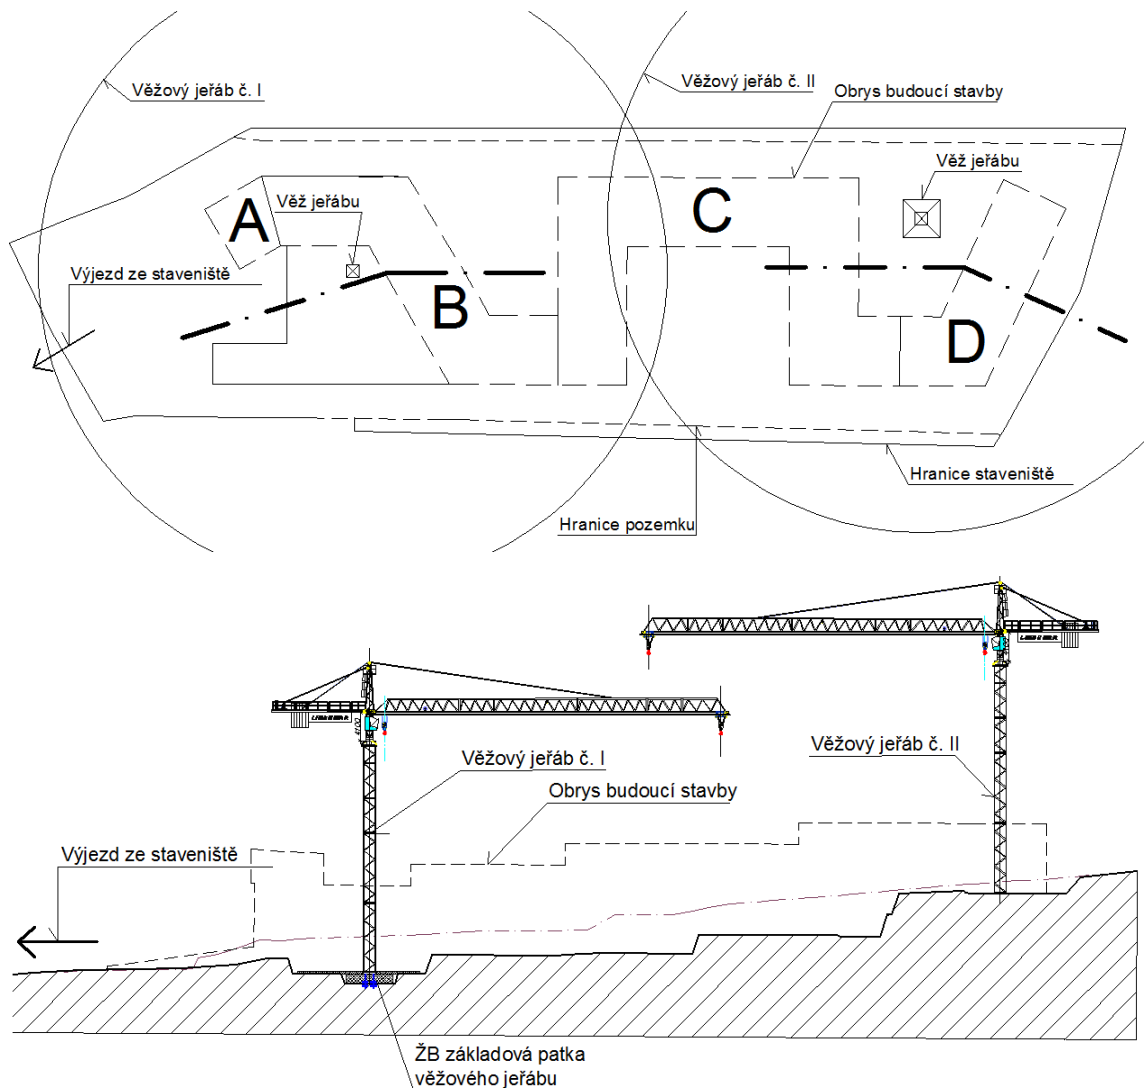 Věžový jeřáb č. I
Věžový jeřáb č. II
Obrys budoucí stavby
Věž jeřábu
A
Věž jeřábu
C
Výjezd ze staveniště
B
D
Hranice staveniště
Hranice pozemku
4100
Věžový jeřáb č. I
Věžový jeřáb č. II
Obrys budoucí stavby
Výjezd ze staveniště
ŽB základová patka
věžového jeřábu